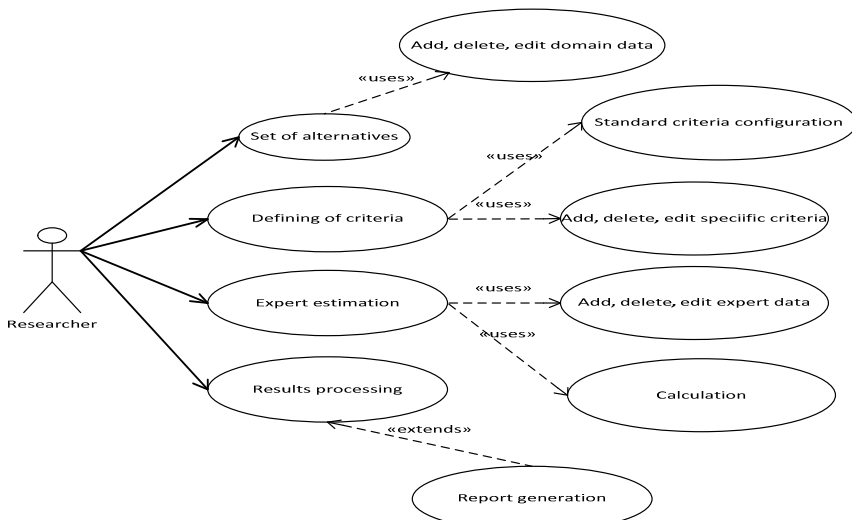 Add, delete, edit domain data
«uses»
Set of alternatives
Standard criteria configuration
«uses»
«uses»
Defining of criteria
Add, delete, edit speciific criteria
Researcher
«uses»
Expert estimation
Add, delete, edit expert data
«uses»
Results processing
Calculation
«extends»
Report generation